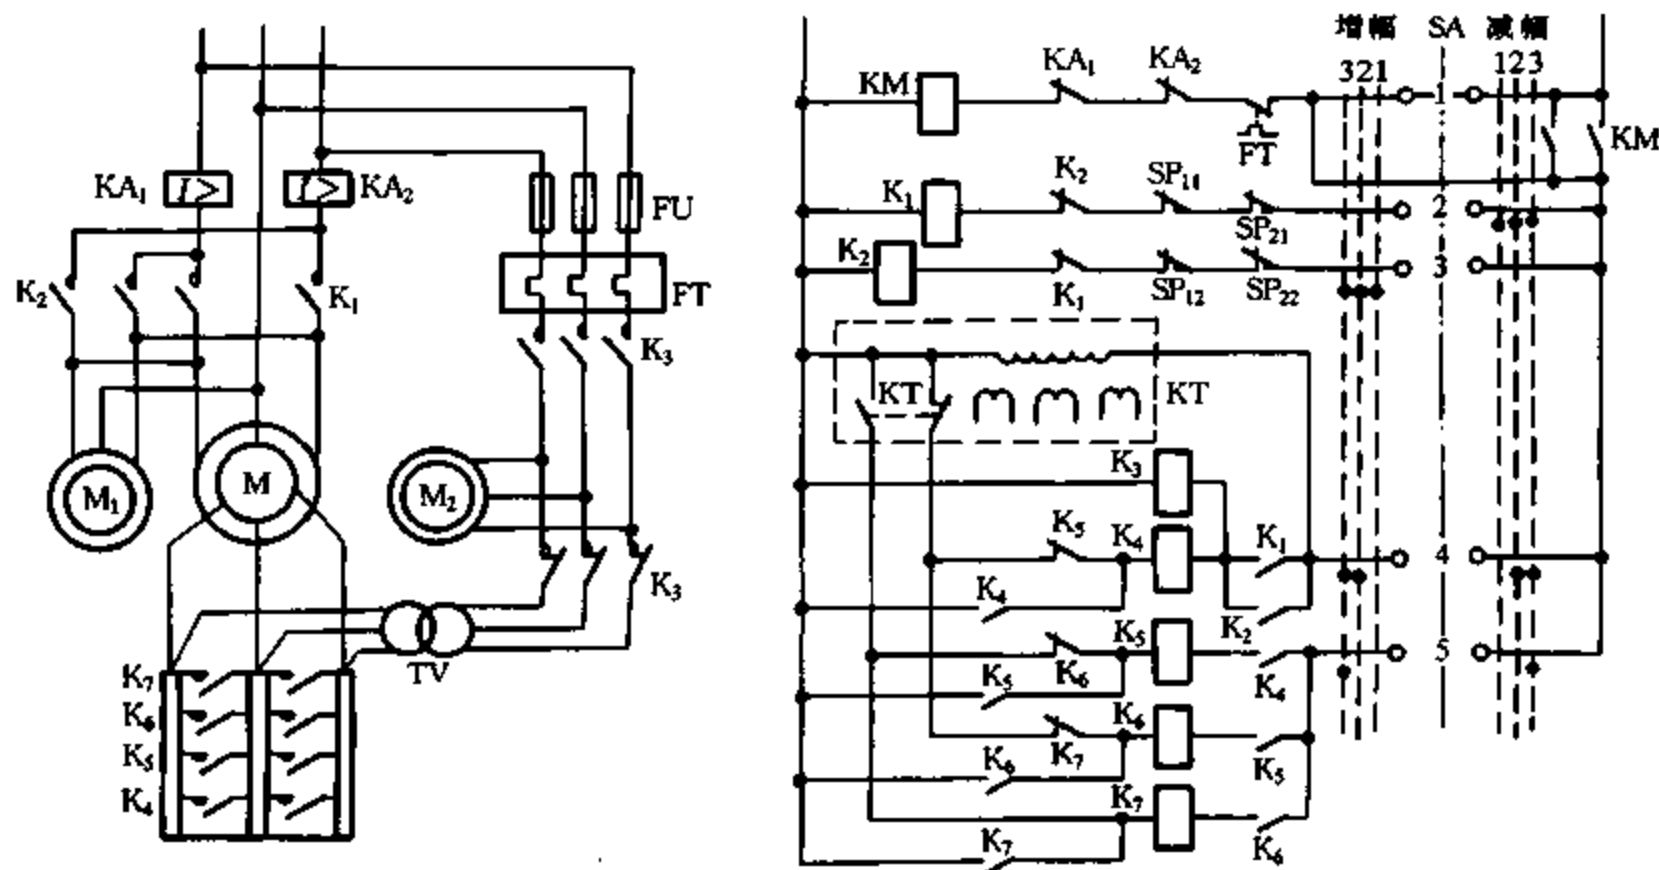 增幅 SA 减幅
321 123
KM KA₁ KA₂ 1
FT KM
KA₁ KA₂ FU
K₁ K₂ SP₁₁ SP₂₁ 2
K₂ K₁ SP₁₂ SP₂₂ 3
K₂ K₁ FT
K₃
KT KT
M₁ M M₂
K₃
K₅ K₄ K₁ 4
K₃
K₄ K₂
TV
K₆ K₅ K₄ 5
K₅
K₇
K₆
K₅
K₄
K₇ K₆ K₅
K₆
K₇ K₆
K₇